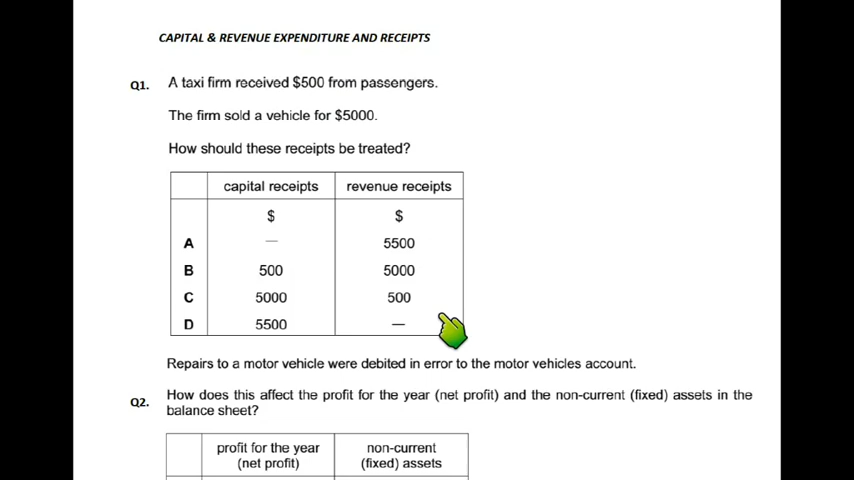 CAPITAL & REVENUE EXPENDITURE AND RECEIPTS
Q1. A taxi firm received $500 from passengers.
The firm sold a vehicle for $5000.
How should these receipts be treated?
capital receipts revenue receipts
$ $
A — 5500
B 500 5000
C 5000 500
D 5500 —
Repairs to a motor vehicle were debited in error to the motor vehicles account.
Q2. How does this affect the profit for the year (net profit) and the non-current (fixed) assets in the
balance sheet?
profit for the year non-current
(net profit) (fixed) assets